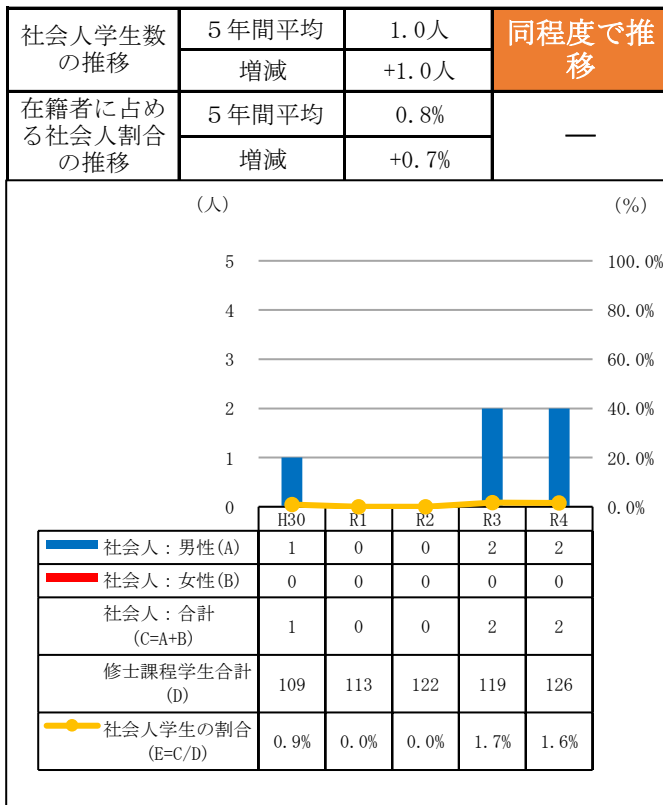 社会人学生数
の推移
５年間平均
1.0人
同程度で推
移
増減
+1.0人
在籍者に占め
る社会人割合
の推移
５年間平均
0.8%
―
増減
+0.7%
(人)
(%)
5
100.0%
4
80.0%
3
60.0%
2
40.0%
1
20.0%
0
0.0%
H30 R1 R2 R3 R4
社会人：男性(A) 1 0 0 2 2
社会人：女性(B) 0 0 0 0 0
社会人：合計
(C=A+B)
1 0 0 2 2
修士課程学生合計
(D)
109 113 122 119 126
社会人学生の割合
(E=C/D)
0.9% 0.0% 0.0% 1.7% 1.6%